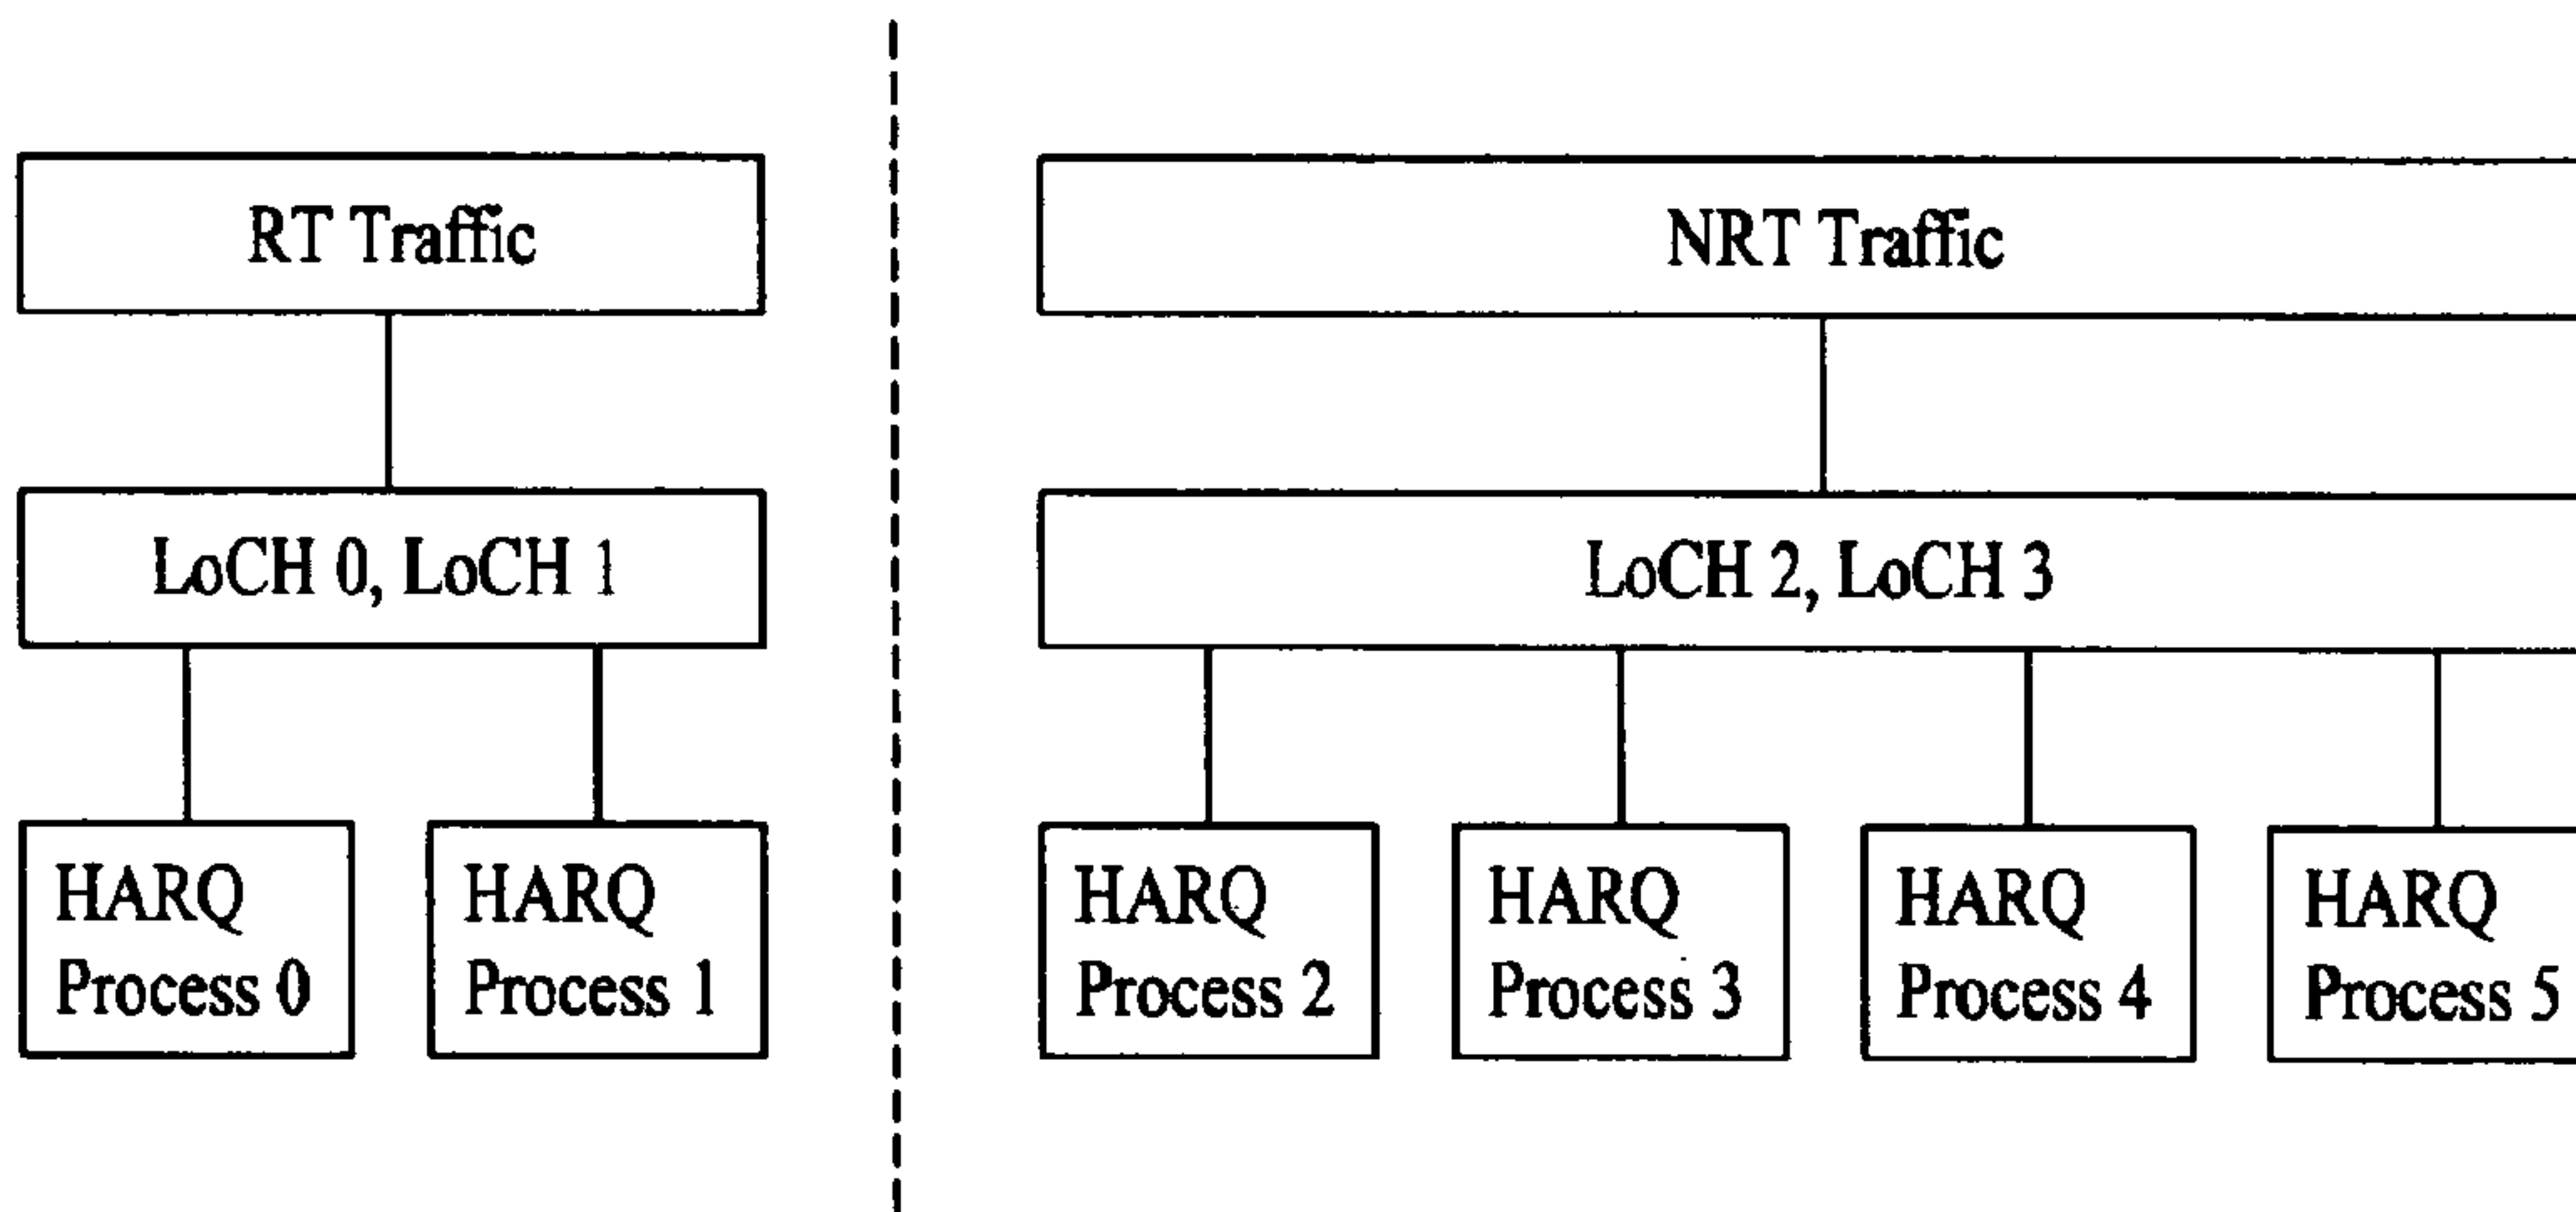 RT Traffic
NRT Traffic
LoCH 0, LoCH 1
LoCH 2, LoCH 3
HARQ
Process 0
HARQ
Process 1
HARQ
Process 2
HARQ
Process 3
HARQ
Process 4
HARQ
Process 5